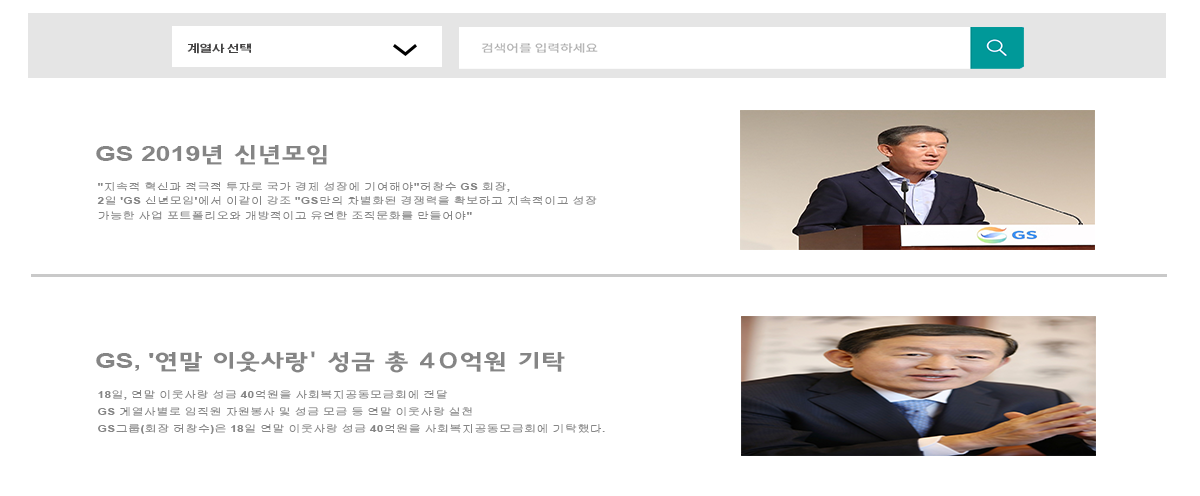 계열사 선택
검색어를 입력하세요
GS 2019년 신년모임
"지속적 혁신과 적극적 투자로 국가 경제 성장에 기여해야"허창수 GS 회장,
2일 'GS 신년모임'에서 이같이 강조 "GS만의 차별화된 경쟁력을 확보하고 지속적이고 성장
가능한 사업 포트폴리오와 개방적이고 유연한 조직문화를 만들어야"
GS
GS, '연말 이웃사랑' 성금 총 40억원 기탁
18일, 연말 이웃사랑 성금 40억원을 사회복지공동모금회에 전달
GS 계열사별로 임직원 자원봉사 및 성금 모금 등 연말 이웃사랑 실천
GS그룹(회장 허창수)은 18일 연말 이웃사랑 성금 40억원을 사회복지공동모금회에 기탁했다.